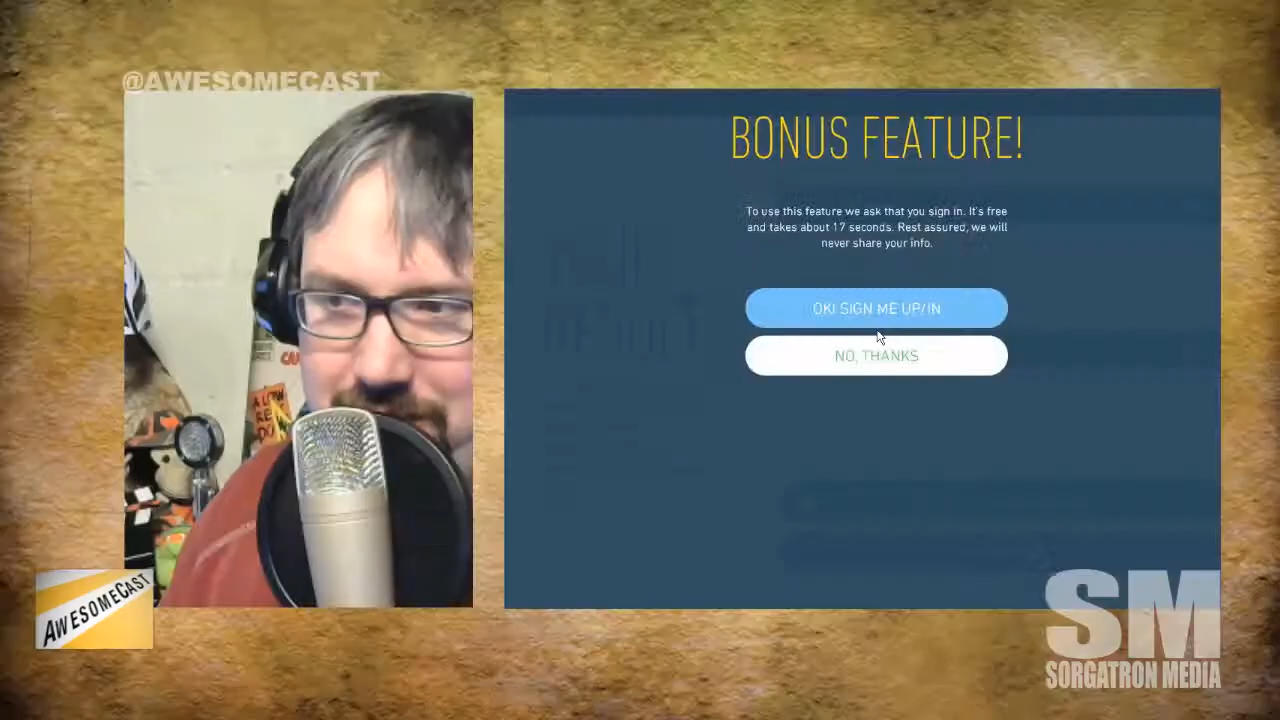 @AWESOMECAST
BONUS FEATURE!
To use this feature we ask that you sign in. It's free
and takes about 17 seconds. Rest assured, we will
never share your info.
OK! SIGN ME UP/IN
NO, THANKS
AWESOMECAST
SM
SORGATRON MEDIA